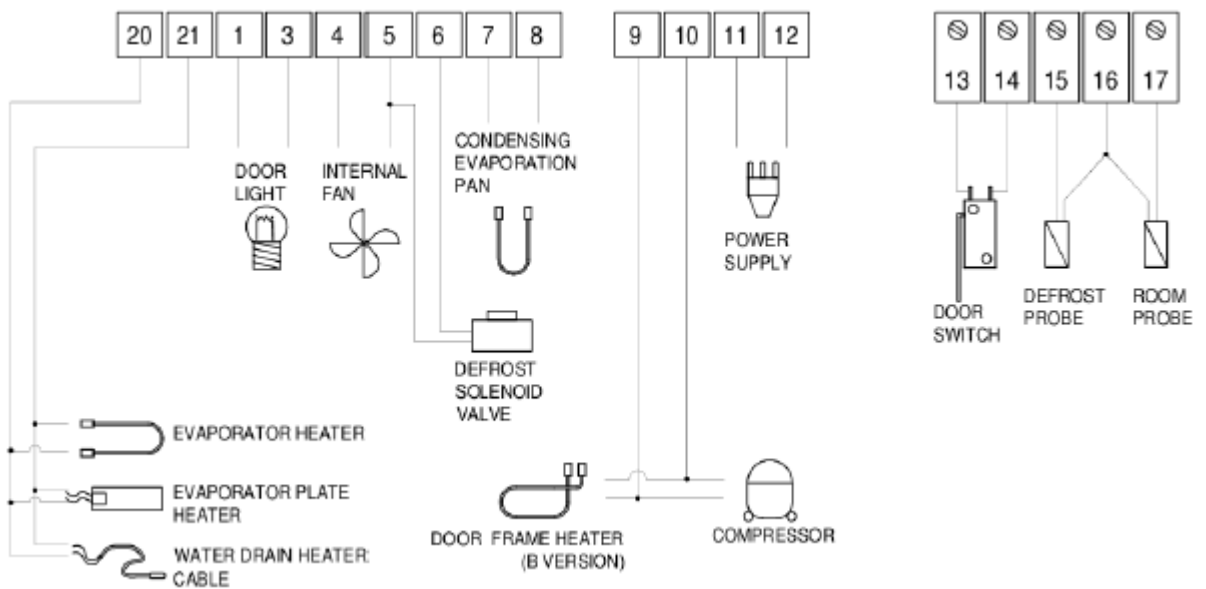 20 21 1 3 4 5 6 7 8 9 10 11 12
13 14 15 16 17
DOOR
LIGHT
INTERNAL
FAN
CONDENSING
EVAPORATION
PAN
POWER
SUPPLY
DOOR
SWITCH
DEFROST
PROBE
ROOM
PROBE
DEFROST
SOLENOID
VALVE
EVAPORATOR HEATER
EVAPORATOR PLATE
HEATER
WATER DRAIN HEATER
CABLE
DOOR FRAME HEATER
(B VERSION)
COMPRESSOR